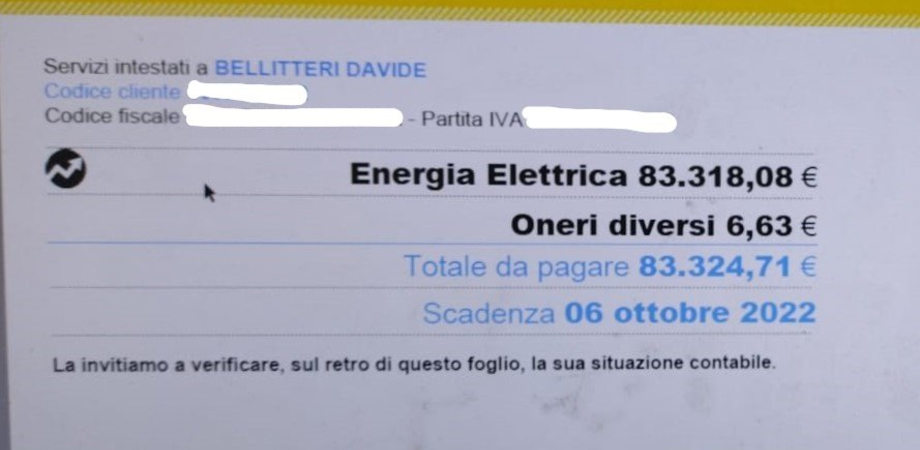 Servizi intestati a BELLITTERI DAVIDE
Codice cliente
Codice fiscale - Partita IVA
Energia Elettrica 83.318,08 €
Oneri diversi 6,63 €
Totale da pagare 83.324,71 €
Scadenza 06 ottobre 2022
La invitiamo a verificare, sul retro di questo foglio, la sua situazione contabile.